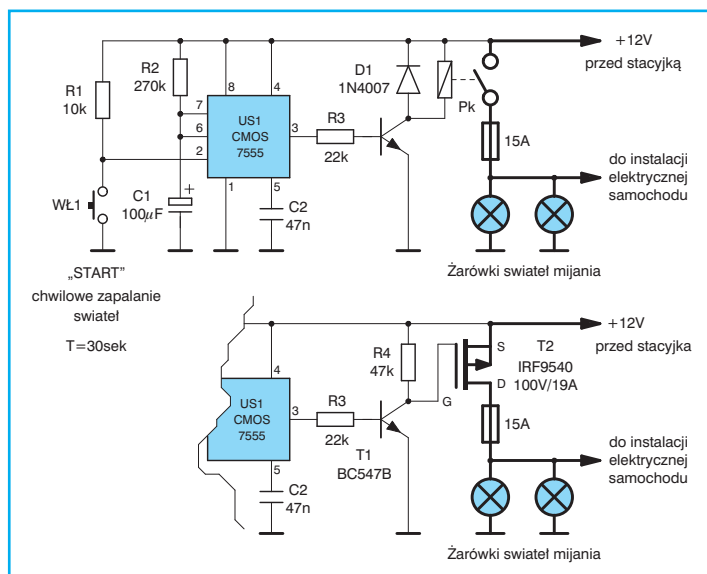 +12V
przed stacyjką
R1
10k
R2
270k
8
4
7
6
2
US1
CMOS
7555
3
R3
22k
D1
1N4007
Pk
15A
1
5
WŁ1
C1
+
100µF
C2
47n
do instalacji
elektrycznej
samochodu
„START”
chwilowe zapalanie
swiateł
T=30sek
Żarówki swiateł mijania
+12V
przed stacyjka
4
US1
CMOS
7555
3
R3
22k
R4
47k
G
S
D
T2
IRF9540
100V/19A
15A
5
C2
47n
T1
BC547B
do instalacji
elektrycznej
samochodu
Żarówki swiateł mijania